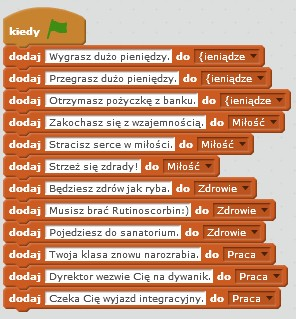 kiedy
dodaj Wygrasz dużo pieniędzy. do {ieniądze
dodaj Przegrasz dużo pieniędzy. do {ieniądze
dodaj Otrzymasz pożyczkę z banku. do {ieniądze
dodaj Zakochasz się z wzajemnością. do Miłość
dodaj Stracisz serce w miłości. do Miłość
dodaj Strzeż się zdrady! do Miłość
dodaj Będziesz zdrów jak ryba. do Zdrowie
dodaj Musisz brać Rutinoscorbin:) do Zdrowie
dodaj Pojedziesz do sanatorium. do Zdrowie
dodaj Twoja klasa znowu narozrabia. do Praca
dodaj Dyrektor wezwie Cię na dywanik. do Praca
dodaj Czeka Cię wyjazd integracyjny. do Praca